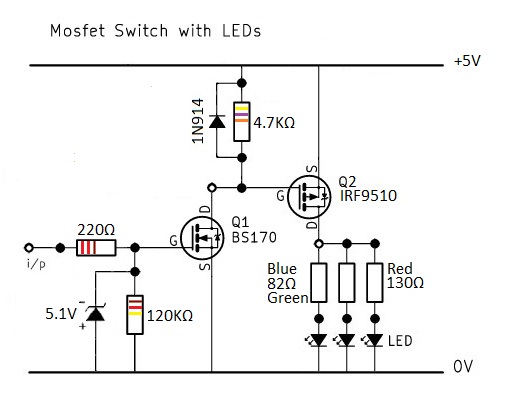 Mosfet Switch with LEDs
+5V
1N914
4.7KΩ
S
Q2
G
IRF9510
D
D
Q1
220Ω
G
BS170
i/p
S
Blue
82Ω
Green
Red
130Ω
-
5.1V
+
120KΩ
LED
0V